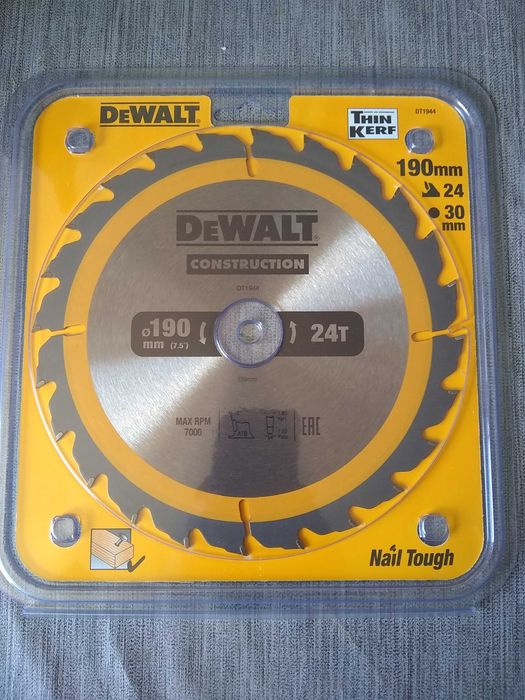 DEWALT
THIN
KERF
DT1944
190mm
24
30
mm
DEWALT
CONSTRUCTION
DT1944
Ø190
mm (7.5")
24T
MAX RPM
7000
ATB
EAC
Nail Tough